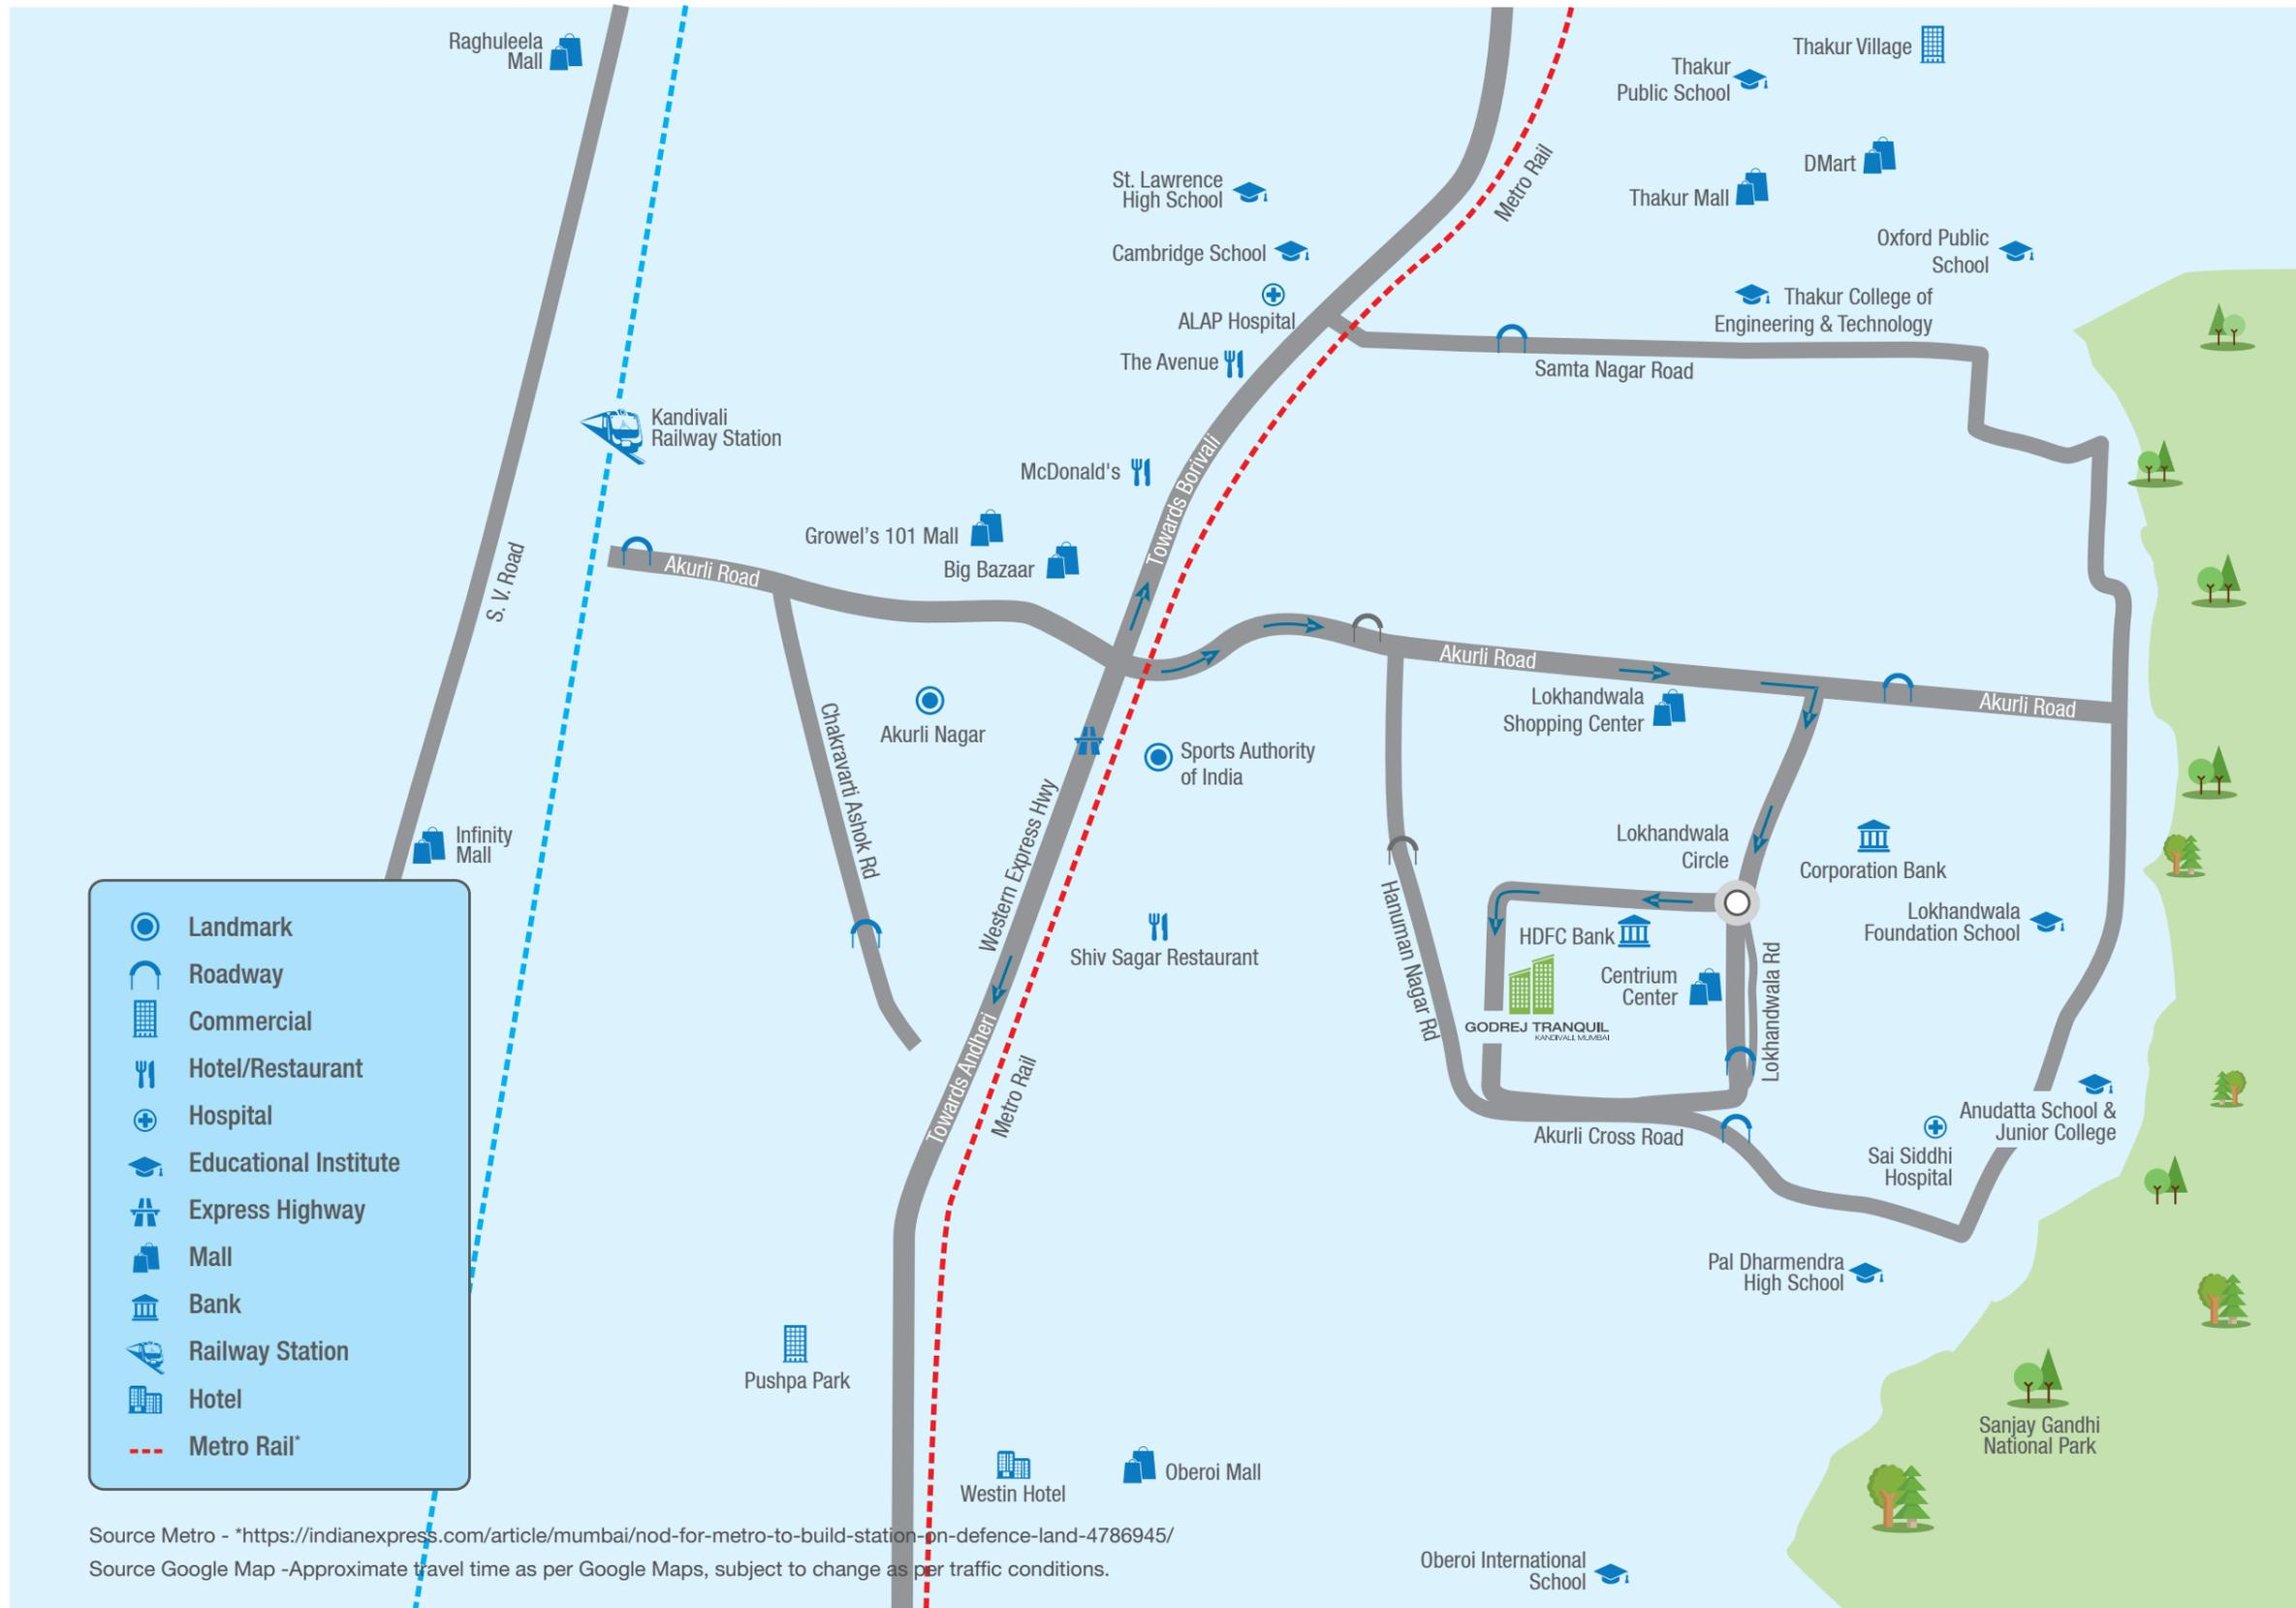 Raghuleela
Mall
Thakur Village
Thakur
Public School
DMart
Thakur Mall
Metro Rail
St. Lawrence
High School
Cambridge School
Oxford Public
School
Thakur College of
Engineering & Technology
ALAP Hospital
The Avenue
Samta Nagar Road
Kandivali
Railway Station
McDonald's
Towards Borivali
Growel's 101 Mall
Big Bazaar
Akurli Road
S. V. Road
Akurli Road
Akurli Road
Lokhandwala
Shopping Center
Akurli Nagar
Chakravarti Ashok Rd
Sports Authority
of India
Western Express Hwy
Infinity
Mall
Lokhandwala
Circle
Corporation Bank
Hanuman Nagar Rd
HDFC Bank
Lokhandwala
Foundation School
Shiv Sagar Restaurant
Centrium
Center
Lokhandwala Rd
GODREJ TRANQUIL
KANDIVALI, MUMBAI
Towards Andheri
Metro Rail
Akurli Cross Road
Anudatta School &
Junior College
Sai Siddhi
Hospital
Pal Dharmendra
High School
Pushpa Park
Sanjay Gandhi
National Park
Westin Hotel
Oberoi Mall
Oberoi International
School
Landmark
Roadway
Commercial
Hotel/Restaurant
Hospital
Educational Institute
Express Highway
Mall
Bank
Railway Station
Hotel
Metro Rail*
Source Metro - *https://indianexpress.com/article/mumbai/nod-for-metro-to-build-station-on-defence-land-4786945/
Source Google Map -Approximate travel time as per Google Maps, subject to change as per traffic conditions.